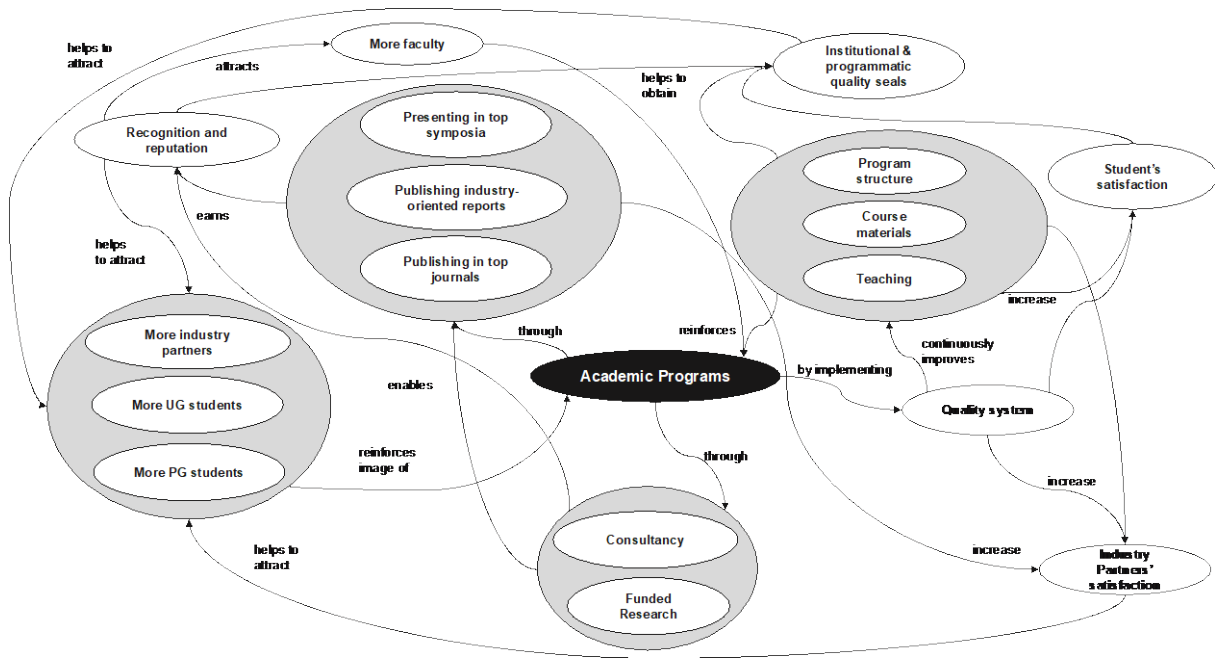 helps to
attract
More faculty
attracts
Institutional &
programmatic
quality seals
helps to
obtain
Presenting in top
symposia
Recognition and
reputation
Program
structure
Student's
satisfaction
Publishing industry-
oriented reports
earns
Course
materials
helps
to attract
Publishing in top
journals
Teaching
increase
More industry
partners
through
reinforces
continuously
improves
Academic Programs
by implementing
enables
More UG students
Quality system
reinforces
image of
through
More PG students
increase
Consultancy
helps to
attract
increase
Industry
Partners'
satisfaction
Funded
Research